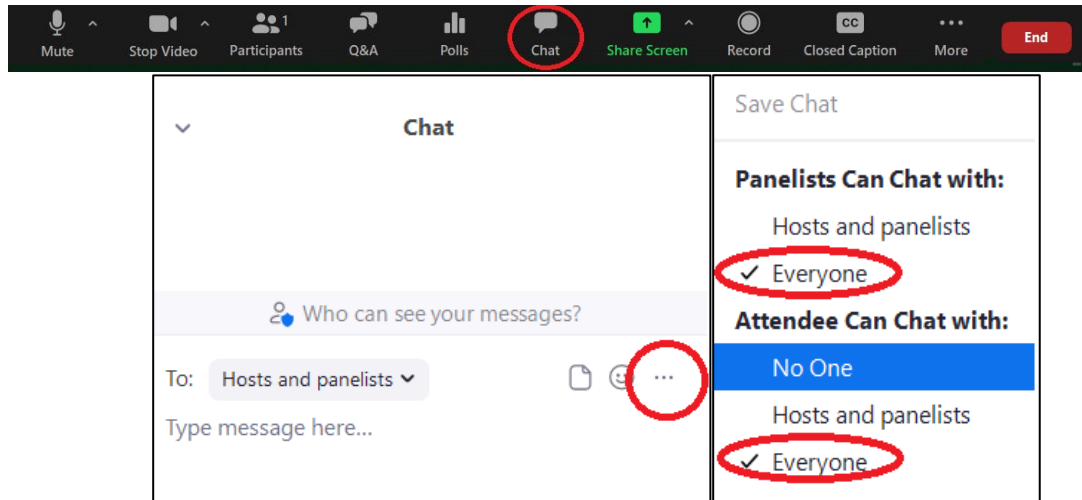 1
Mute Stop Video Participants Q&A Polls Chat Share Screen Record CC Closed Caption More End
Chat
Who can see your messages?
To: Hosts and panelists
Type message here...
Save Chat
Panelists Can Chat with:
Hosts and panelists
Everyone
Attendee Can Chat with:
No One
Hosts and panelists
Everyone